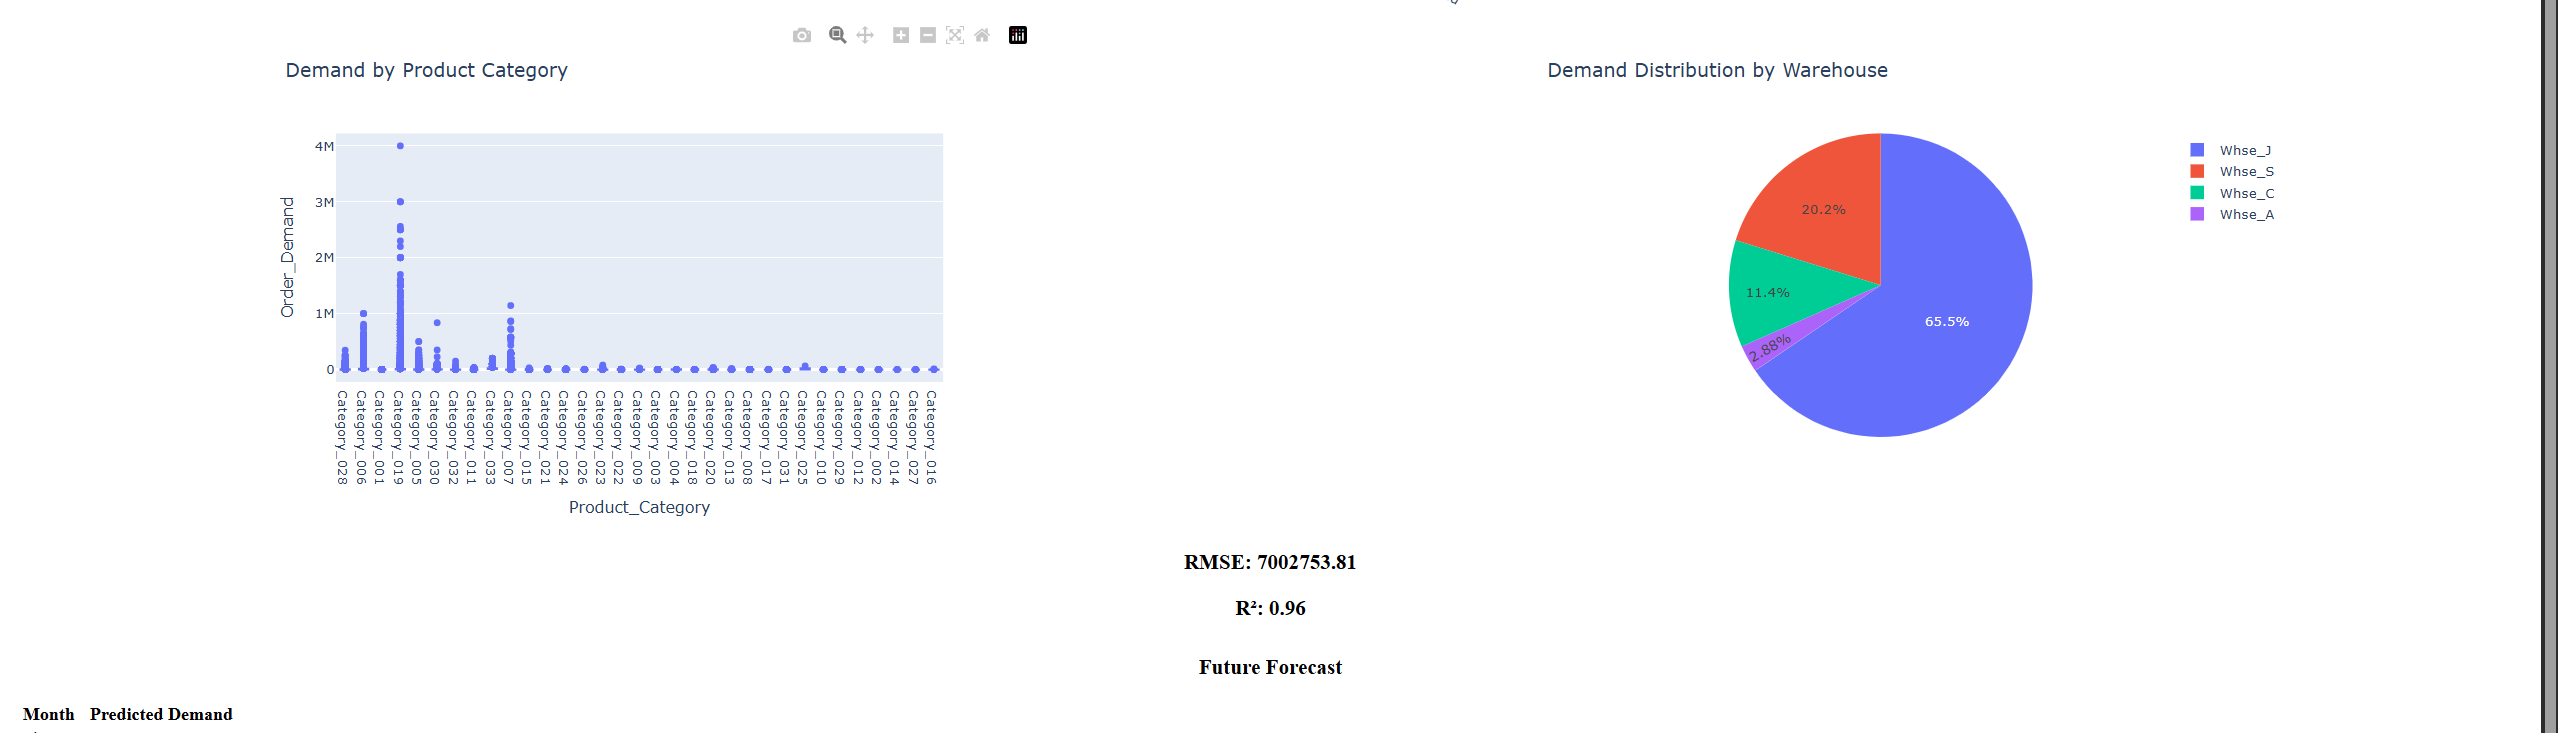 Demand by Product Category
Order_Demand
4M
3M
2M
1M
0
Category_028
Category_006
Category_001
Category_019
Category_005
Category_030
Category_032
Category_011
Category_033
Category_007
Category_015
Category_021
Category_024
Category_026
Category_023
Category_022
Category_009
Category_003
Category_004
Category_018
Category_020
Category_013
Category_008
Category_017
Category_031
Category_025
Category_010
Category_029
Category_012
Category_002
Category_014
Category_027
Category_016
Product_Category
Demand Distribution by Warehouse
20.2%
11.4%
2.88%
65.5%
Whse_J
Whse_S
Whse_C
Whse_A
RMSE: 7002753.81
R²: 0.96
Future Forecast
Month Predicted Demand